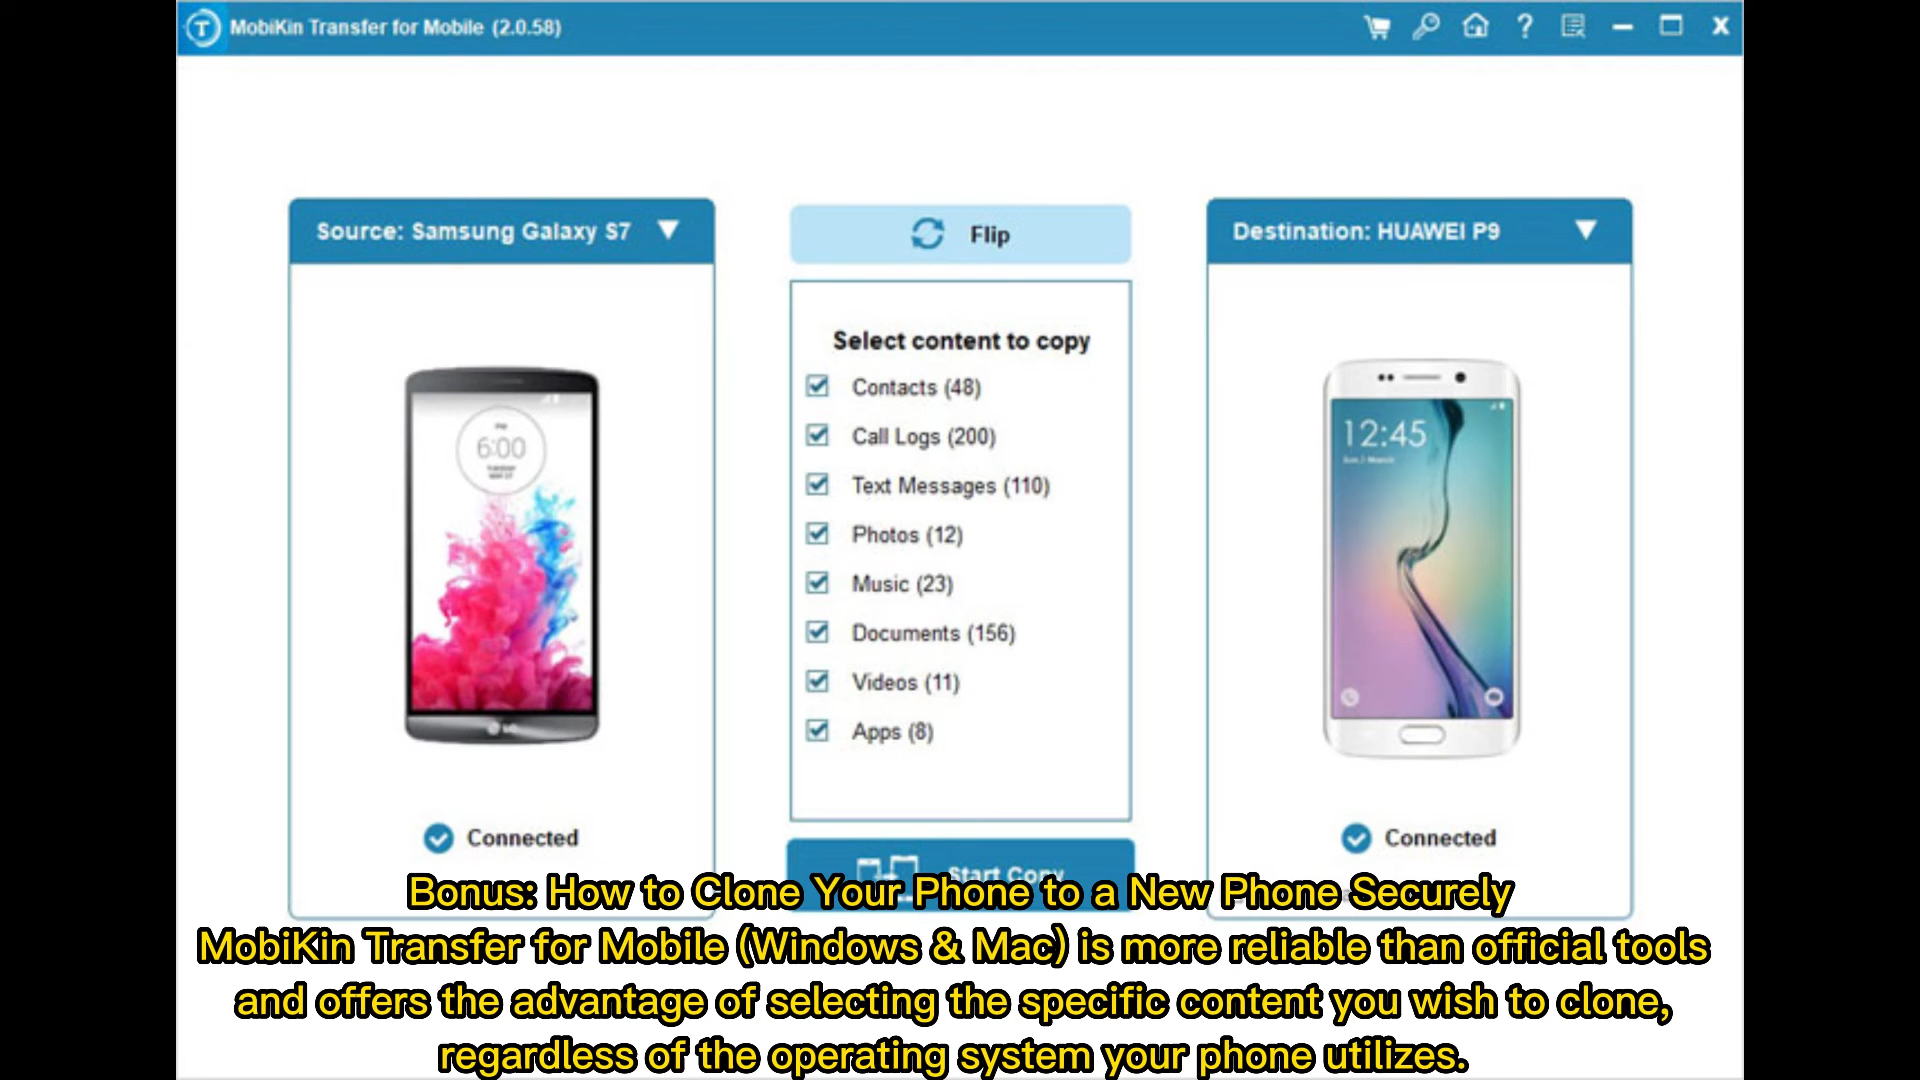 MobiKin Transfer for Mobile (2.0.58)
Source: Samsung Galaxy S7
Flip
Destination: HUAWEI P9
Select content to copy
Contacts (48)
Call Logs (200)
Text Messages (110)
Photos (12)
Music (23)
Documents (156)
Videos (11)
Apps (8)
PM
6:00
LG
12:45
Connected
Connected
Start Copy
Bonus: How to Clone Your Phone to a New Phone Securely
MobiKin Transfer for Mobile (Windows & Mac) is more reliable than official tools
and offers the advantage of selecting the specific content you wish to clone,
regardless of the operating system your phone utilizes.